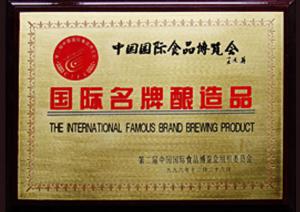 中国国际食品博览会
国际名牌酿造品
THE INTERNATIONAL FAMOUS BRAND BREWING PRODUCT
第二届中国国际食品博览会组织委员会